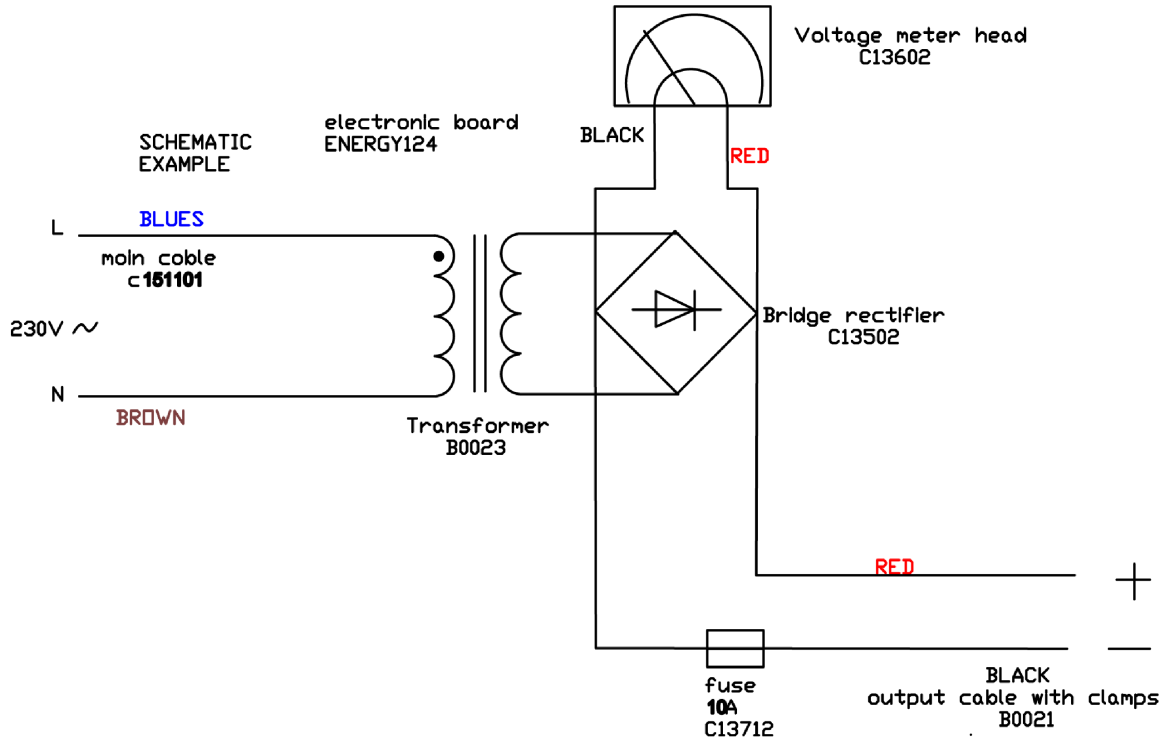 Voltage meter head
C13602
electronic board
ENERGY124
SCHEMATIC
EXAMPLE
BLACK
RED
L
BLUES
moin coble
c151101
230V ~
Bridge rectifier
C13502
N
BROWN
Transformer
B0023
RED
+
−
fuse
10A
C13712
BLACK
output cable with clamps
B0021